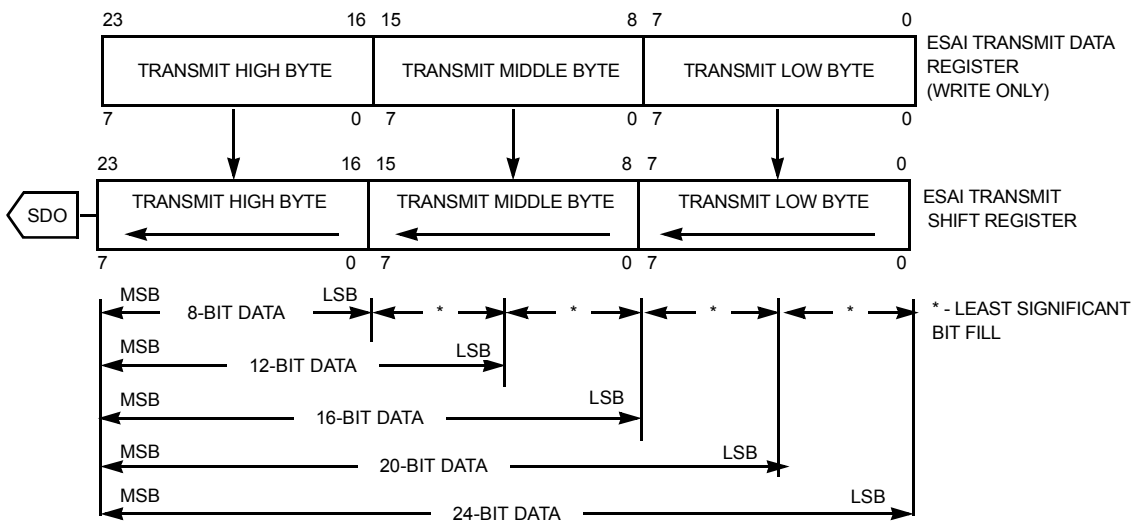 23 16 15 8 7 0
TRANSMIT HIGH BYTE TRANSMIT MIDDLE BYTE TRANSMIT LOW BYTE
ESAI TRANSMIT DATA
REGISTER
(WRITE ONLY)
7 0 7 0 7 0
23 16 15 8 7 0
SDO
TRANSMIT HIGH BYTE TRANSMIT MIDDLE BYTE TRANSMIT LOW BYTE
ESAI TRANSMIT
SHIFT REGISTER
7 0 7 0 7 0
MSB LSB
8-BIT DATA * * * *
* - LEAST SIGNIFICANT
BIT FILL
MSB LSB
12-BIT DATA
MSB LSB
16-BIT DATA
MSB LSB
20-BIT DATA
MSB LSB
24-BIT DATA